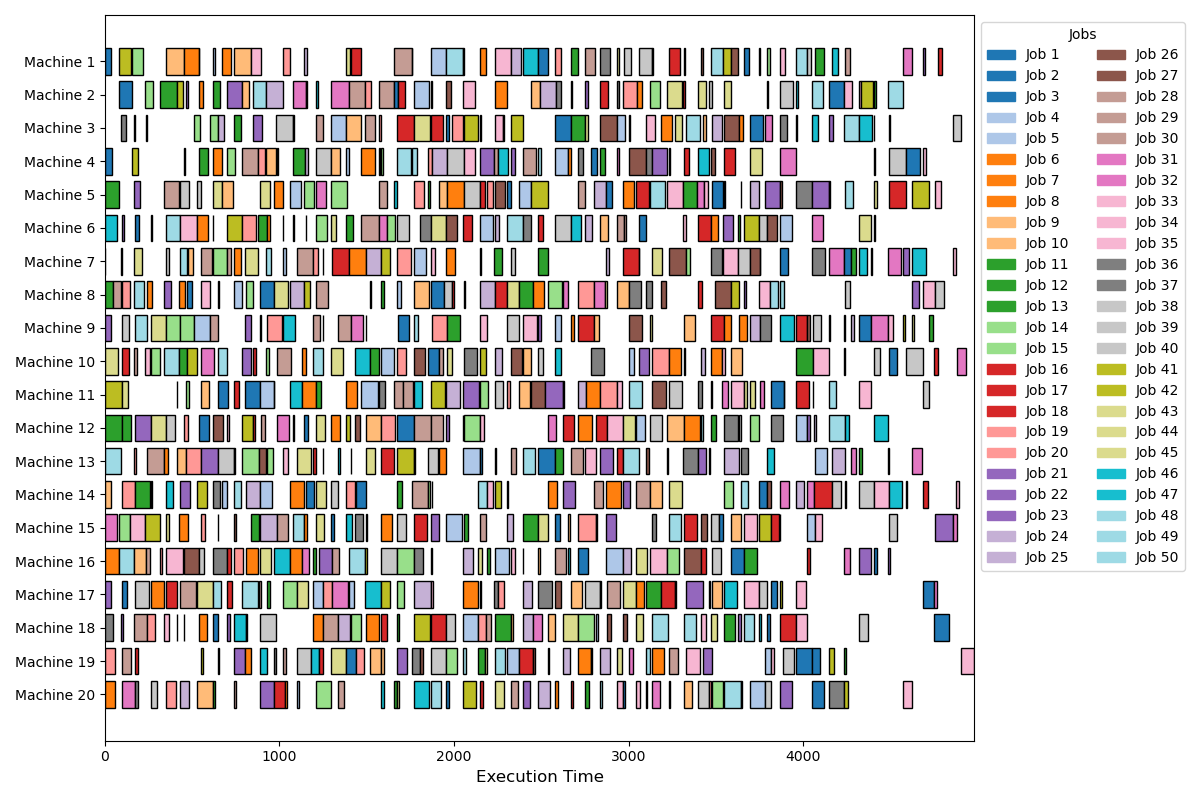 Jobs
Job 1 Job 26
Job 2 Job 27
Job 3 Job 28
Job 4 Job 29
Job 5 Job 30
Job 6 Job 31
Job 7 Job 32
Job 8 Job 33
Job 9 Job 34
Job 10 Job 35
Job 11 Job 36
Job 12 Job 37
Job 13 Job 38
Job 14 Job 39
Job 15 Job 40
Job 16 Job 41
Job 17 Job 42
Job 18 Job 43
Job 19 Job 44
Job 20 Job 45
Job 21 Job 46
Job 22 Job 47
Job 23 Job 48
Job 24 Job 49
Job 25 Job 50
Machine 1
Machine 2
Machine 3
Machine 4
Machine 5
Machine 6
Machine 7
Machine 8
Machine 9
Machine 10
Machine 11
Machine 12
Machine 13
Machine 14
Machine 15
Machine 16
Machine 17
Machine 18
Machine 19
Machine 20
0 1000 2000 3000 4000
Execution Time